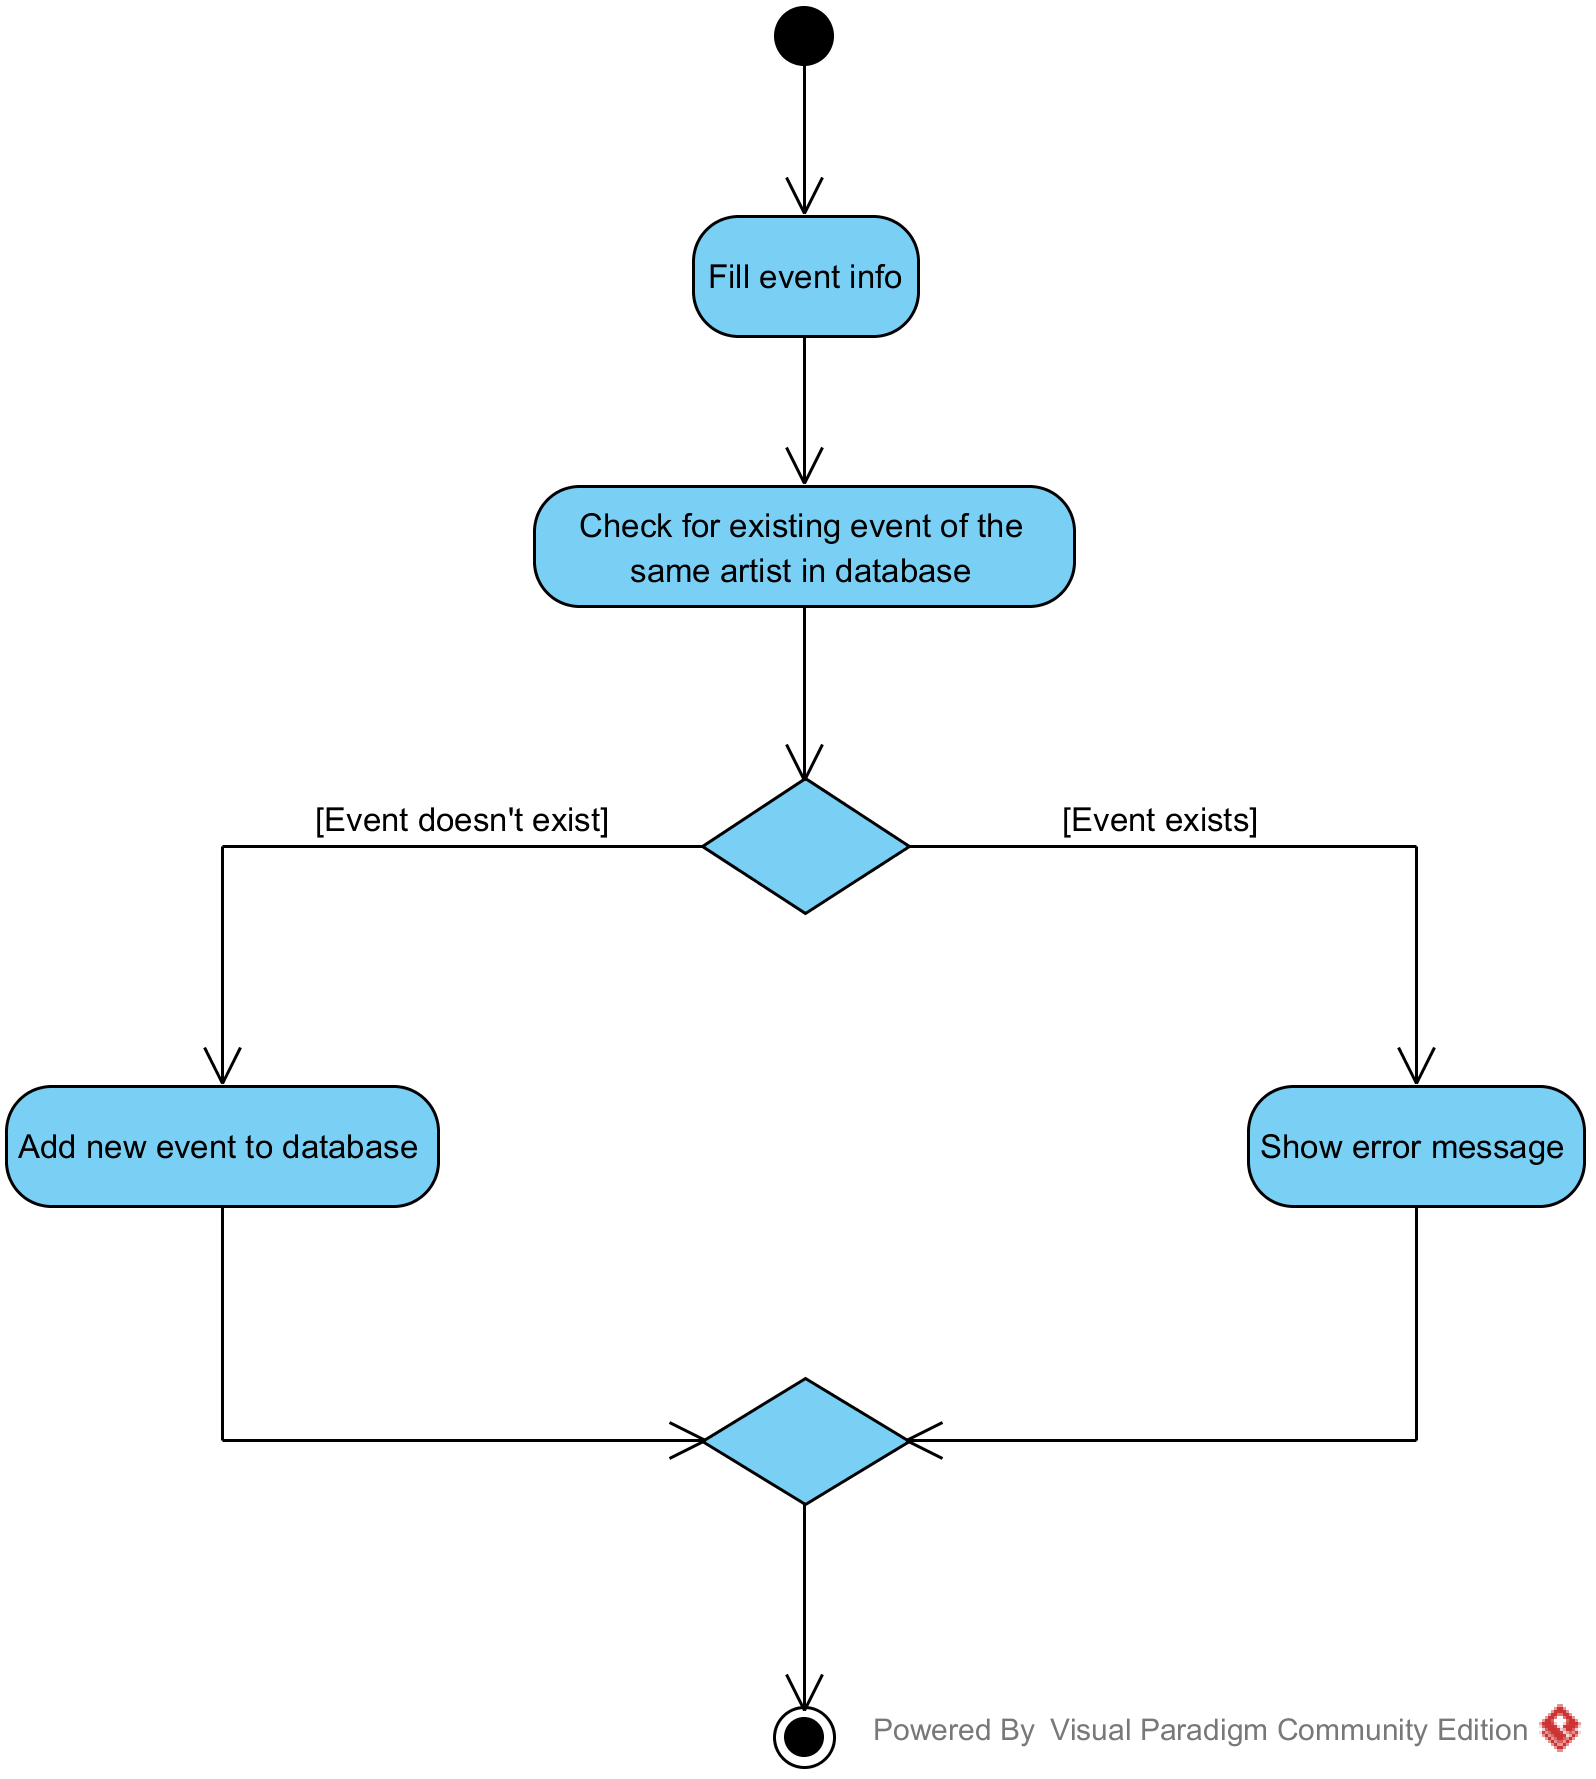 Fill event info
Check for existing event of the
same artist in database
[Event doesn't exist]
[Event exists]
Add new event to database
Show error message
Powered By  Visual Paradigm Community Edition